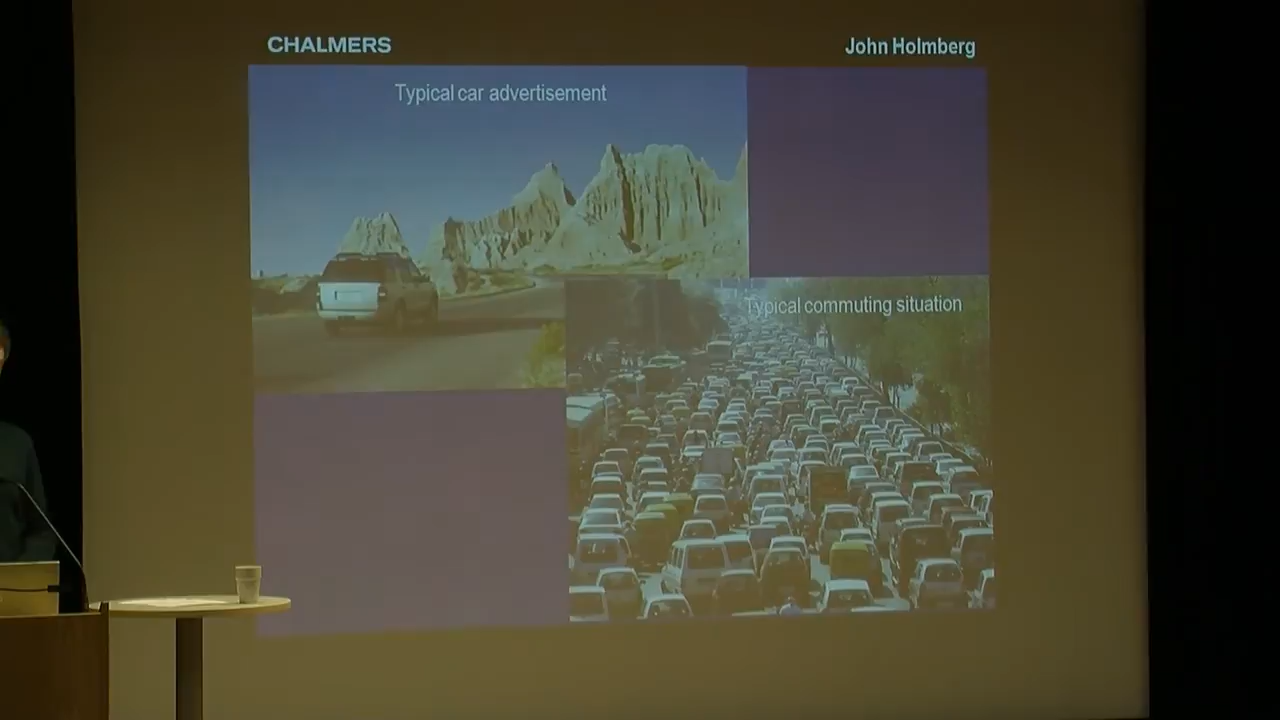 CHALMERS
John Holmberg
Typical car advertisement
Typical commuting situation